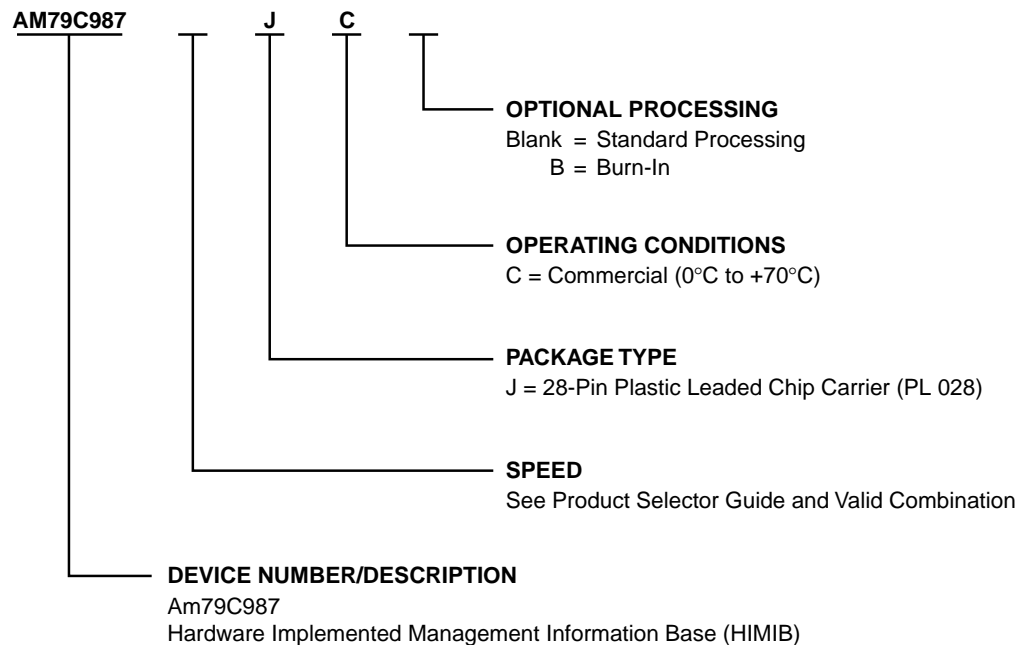 AM79C987 J C
OPTIONAL PROCESSING
Blank = Standard Processing
B = Burn-In
OPERATING CONDITIONS
C = Commercial (0°C to +70°C)
PACKAGE TYPE
J = 28-Pin Plastic Leaded Chip Carrier (PL 028)
SPEED
See Product Selector Guide and Valid Combination
DEVICE NUMBER/DESCRIPTION
Am79C987
Hardware Implemented Management Information Base (HIMIB)